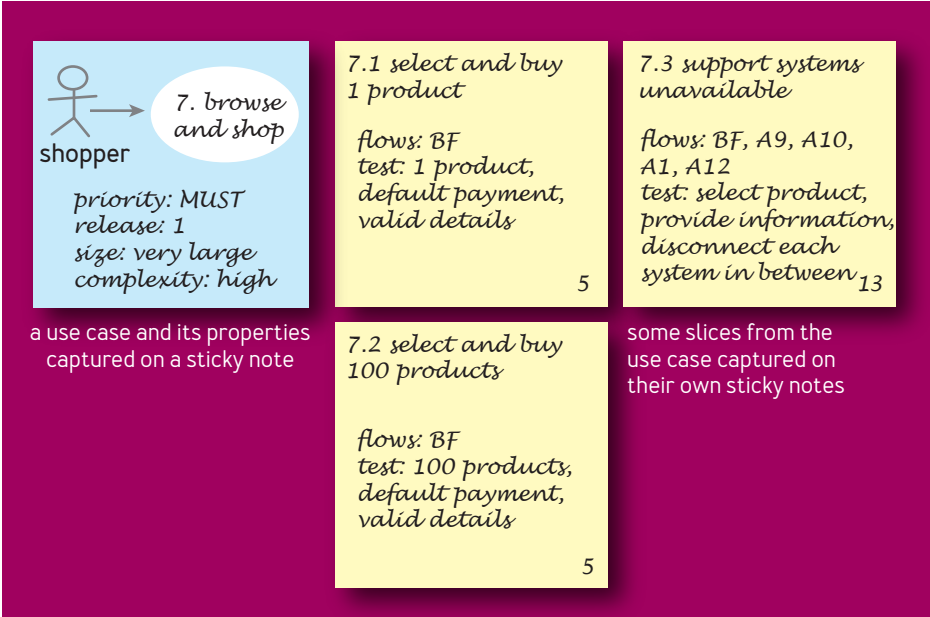 7. browse
and shop
shopper
priority: MUST
release: 1
size: very large
complexity: high
a use case and its properties
captured on a sticky note
7.1 select and buy
1 product
flows: BF
test: 1 product,
default payment,
valid details
5
7.2 select and buy
100 products
flows: BF
test: 100 products,
default payment,
valid details
5
7.3 support systems
unavailable
flows: BF, A9, A10,
A1, A12
test: select product,
provide information,
disconnect each
system in between
13
some slices from the
use case captured on
their own sticky notes